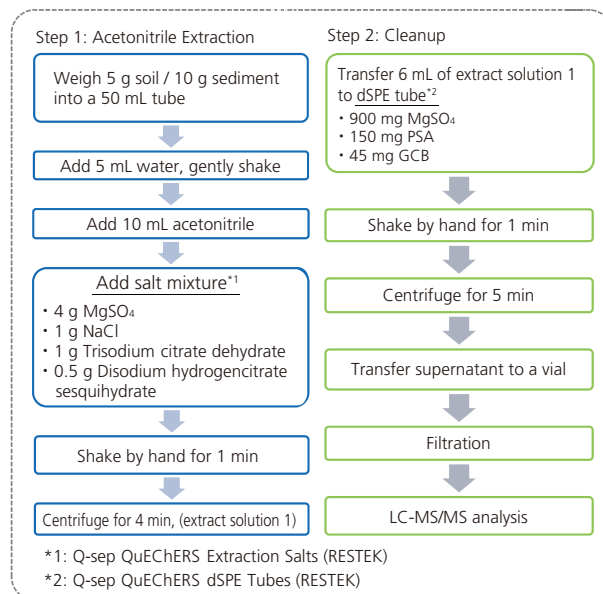 Step 1: Acetonitrile Extraction
Weigh 5 g soil / 10 g sediment
into a 50 mL tube
Add 5 mL water, gently shake
Add 10 mL acetonitrile
Add salt mixture*1
・4 g MgSO4
・1 g NaCl
・1 g Trisodium citrate dehydrate
・0.5 g Disodium hydrogencitrate
sesquihydrate
Shake by hand for 1 min
Centrifuge for 4 min, (extract solution 1)
Step 2: Cleanup
Transfer 6 mL of extract solution 1
to dSPE tube*2
・900 mg MgSO4
・150 mg PSA
・45 mg GCB
Shake by hand for 1 min
Centrifuge for 5 min
Transfer supernatant to a vial
Filtration
LC-MS/MS analysis
*1: Q-sep QuEChERS Extraction Salts (RESTEK)
*2: Q-sep QuEChERS dSPE Tubes (RESTEK)